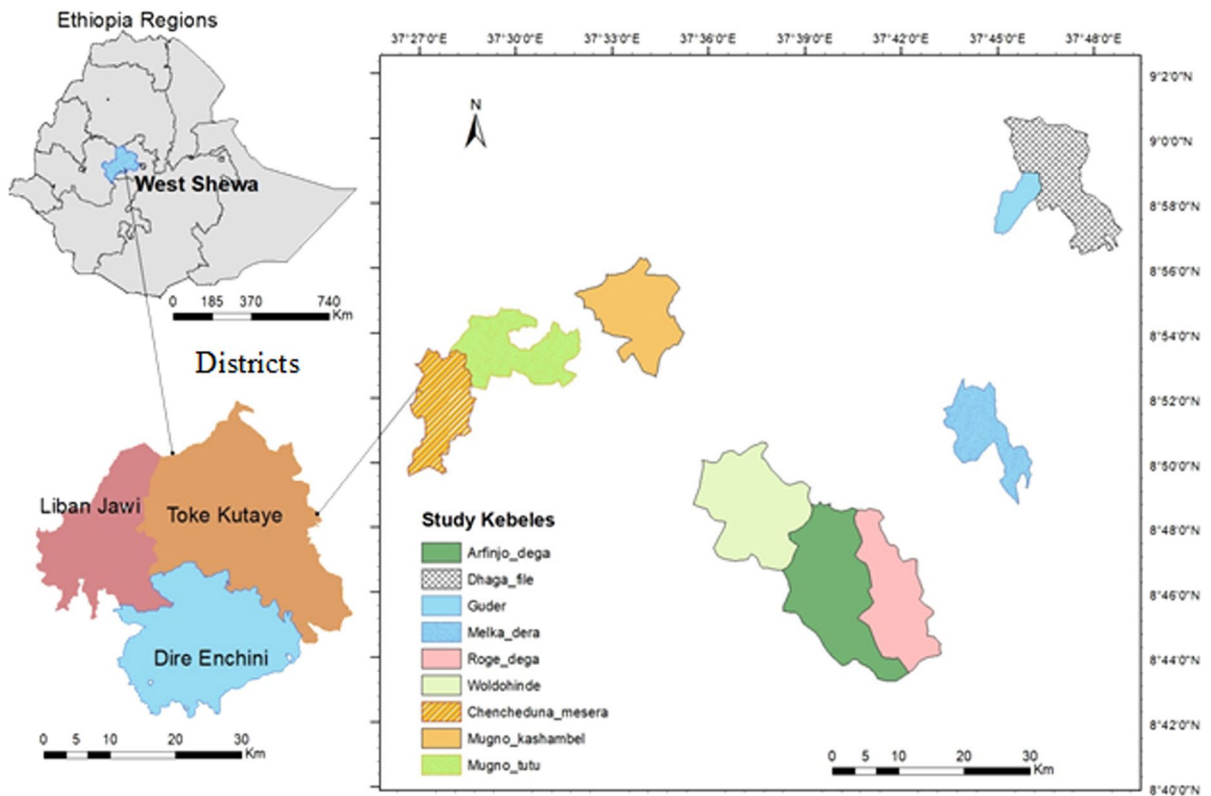 Ethiopia Regions
West Shewa
0 185 370 740
Km
Districts
Liban Jawi
Toke Kutaye
Dire Enchini
0 5 10 20 30
Km
37°27'0"E 37°30'0"E 37°33'0"E 37°36'0"E 37°39'0"E 37°42'0"E 37°45'0"E 37°48'0"E
N
9°2'0"N
9°0'0"N
8°58'0"N
8°56'0"N
8°54'0"N
8°52'0"N
8°50'0"N
8°48'0"N
8°46'0"N
8°44'0"N
8°42'0"N
8°40'0"N
Study Kebeles
Arfinjo_dega
Dhaga_file
Guder
Melka_dera
Roge_dega
Woldohinde
Chencheduna_mesera
Mugno_kashambel
Mugno_tutu
0 5 10 20 30
Km